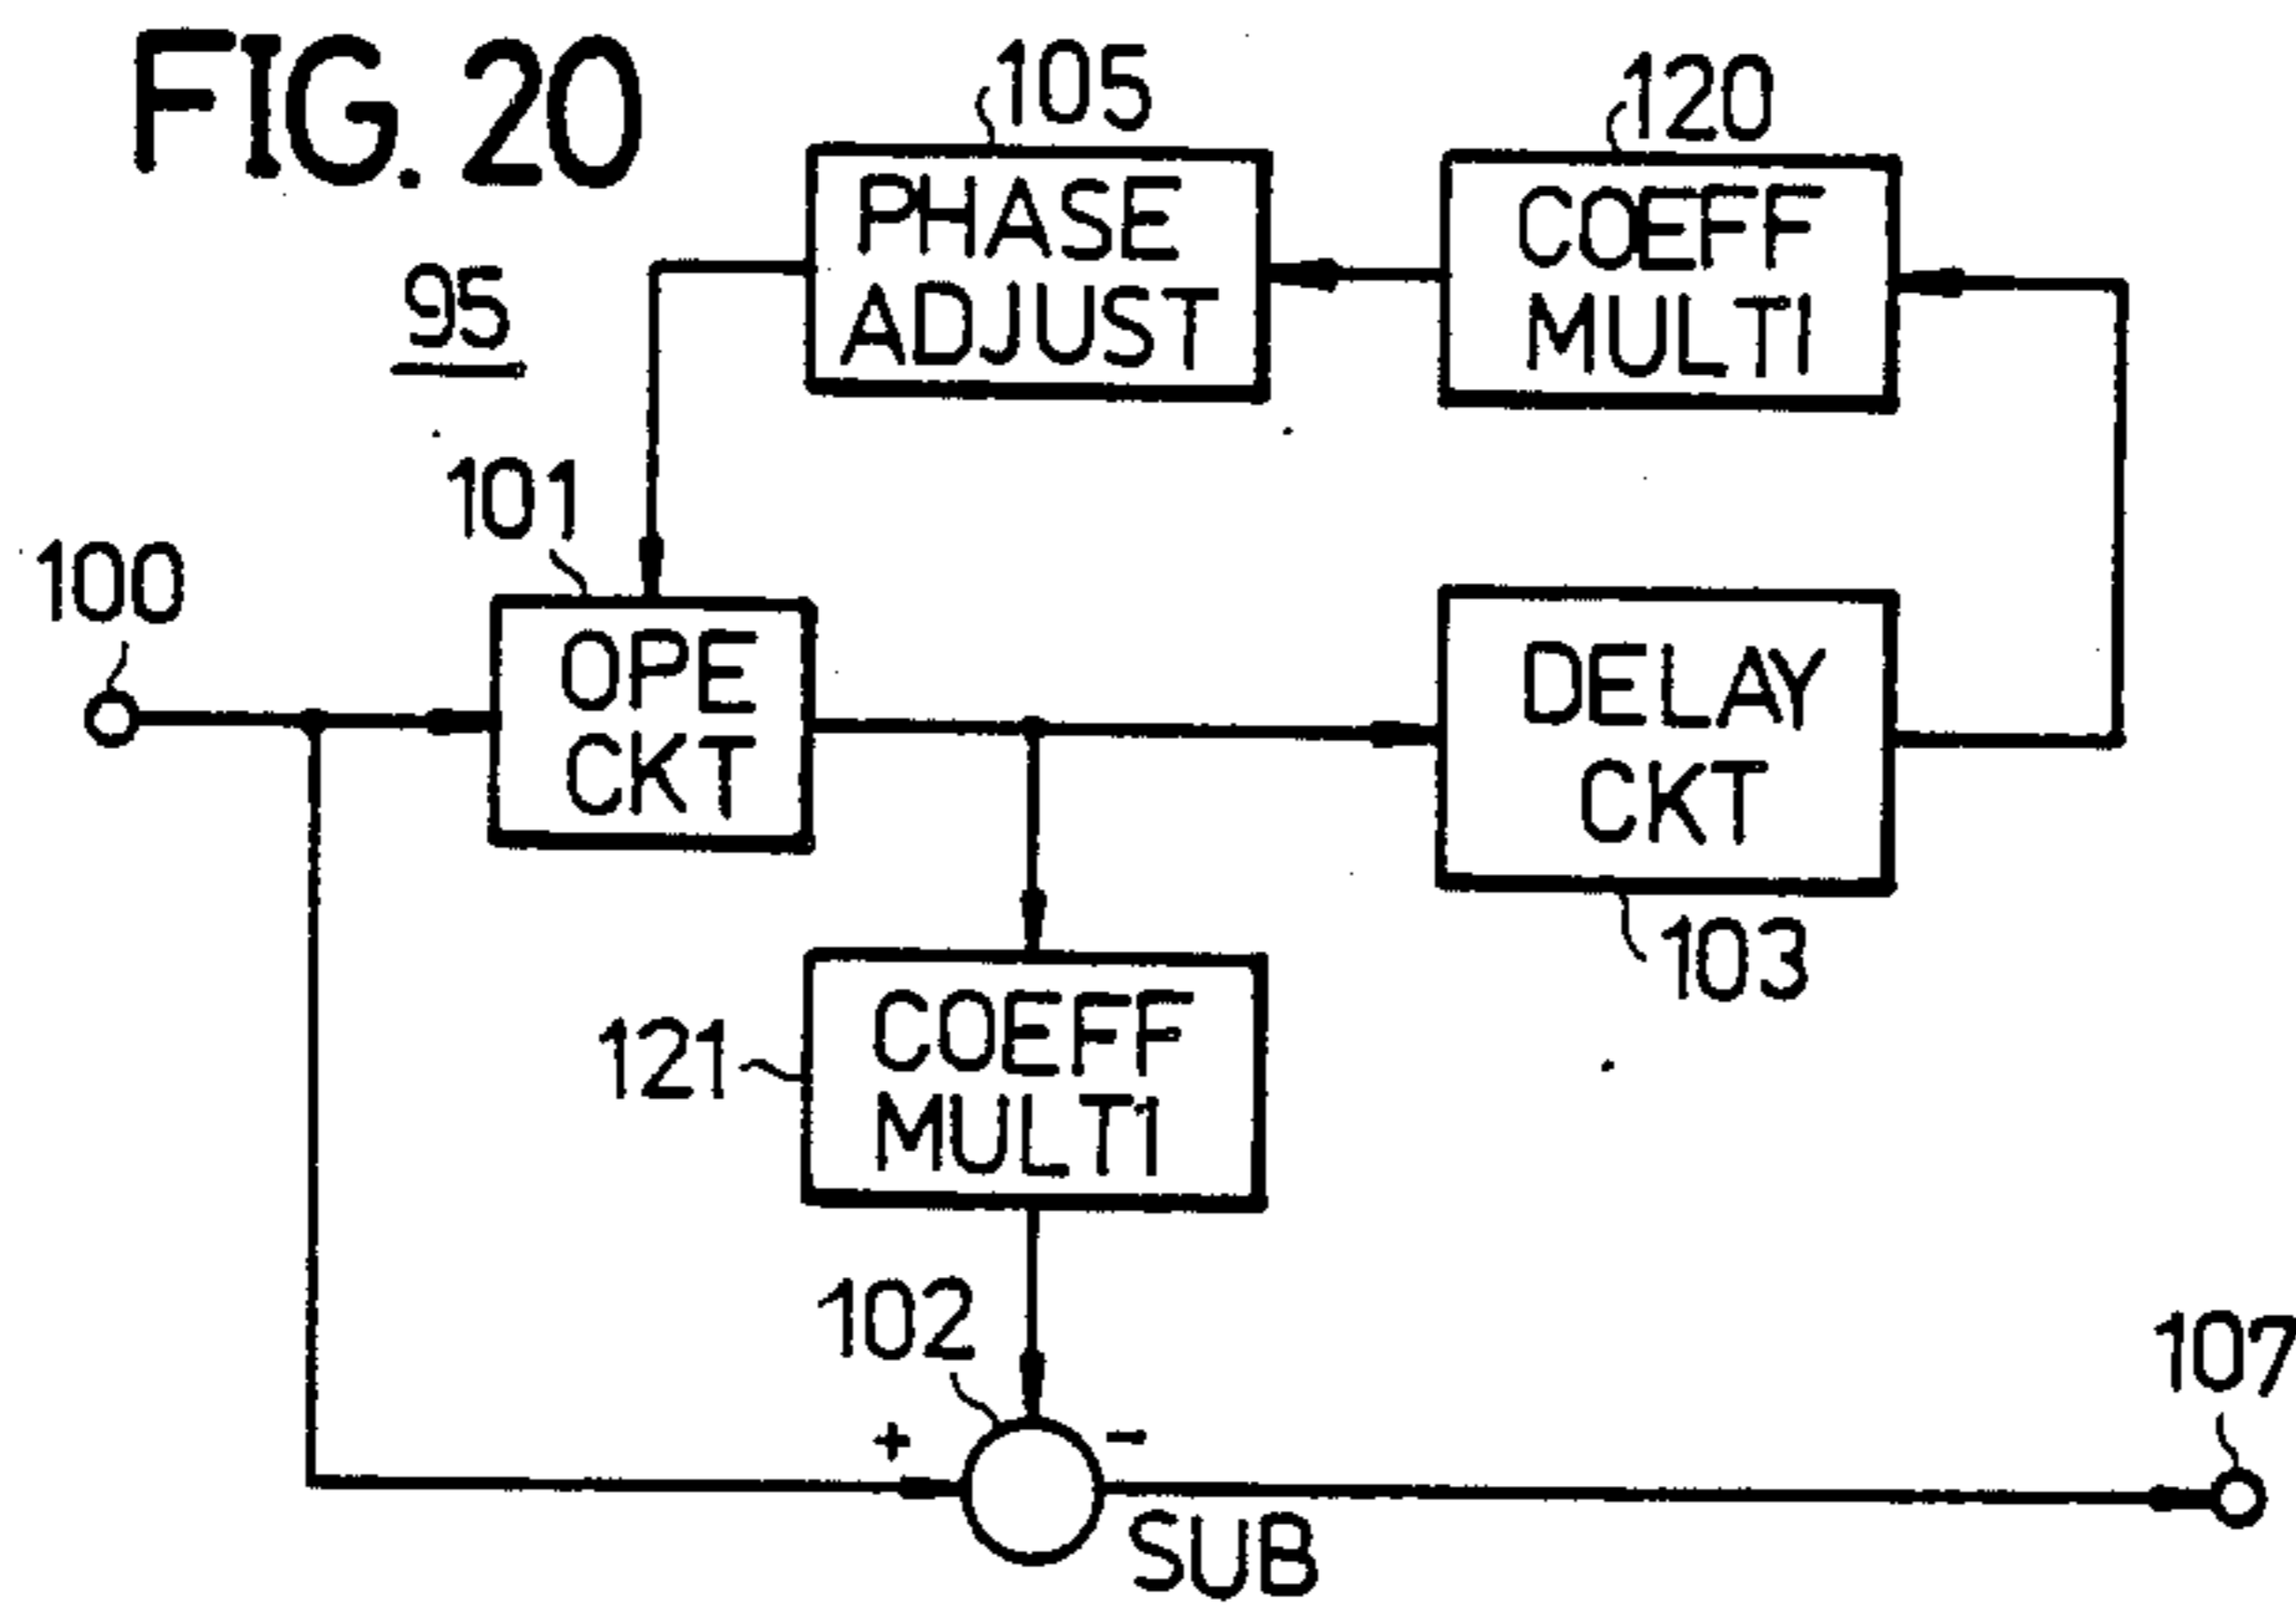 FIG. 20
105
120
PHASE
ADJUST
COEFF
MULTI
95
101
100
OPE
CKT
DELAY
CKT
103
121
COEFF
MULTI
102
107
+
-
SUB